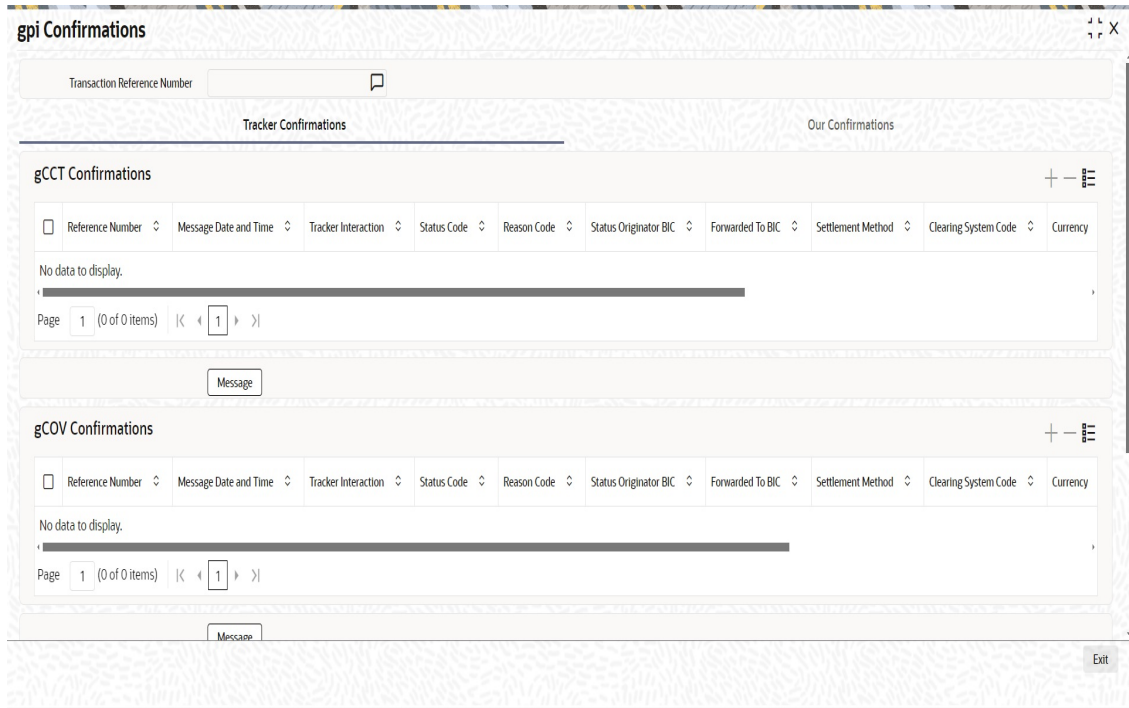 gpi Confirmations
Transaction Reference Number
Tracker Confirmations Our Confirmations
gCCT Confirmations
Reference Number Message Date and Time Tracker Interaction Status Code Reason Code Status Originator BIC Forwarded To BIC Settlement Method Clearing System Code Currency
No data to display.
Page 1 (0 of 0 items) 1
Message
gCOV Confirmations
Reference Number Message Date and Time Tracker Interaction Status Code Reason Code Status Originator BIC Forwarded To BIC Settlement Method Clearing System Code Currency
No data to display.
Page 1 (0 of 0 items) 1
Message
Exit